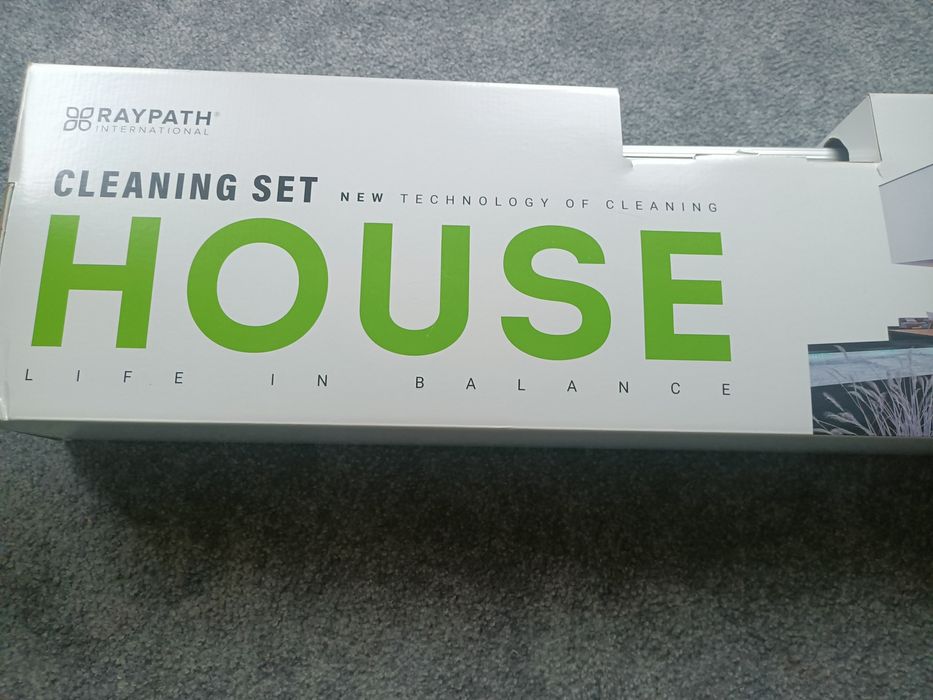 RAYPATH®
INTERNATIONAL
CLEANING SET NEW TECHNOLOGY OF CLEANING
HOUSE
LIFE IN BALANCE